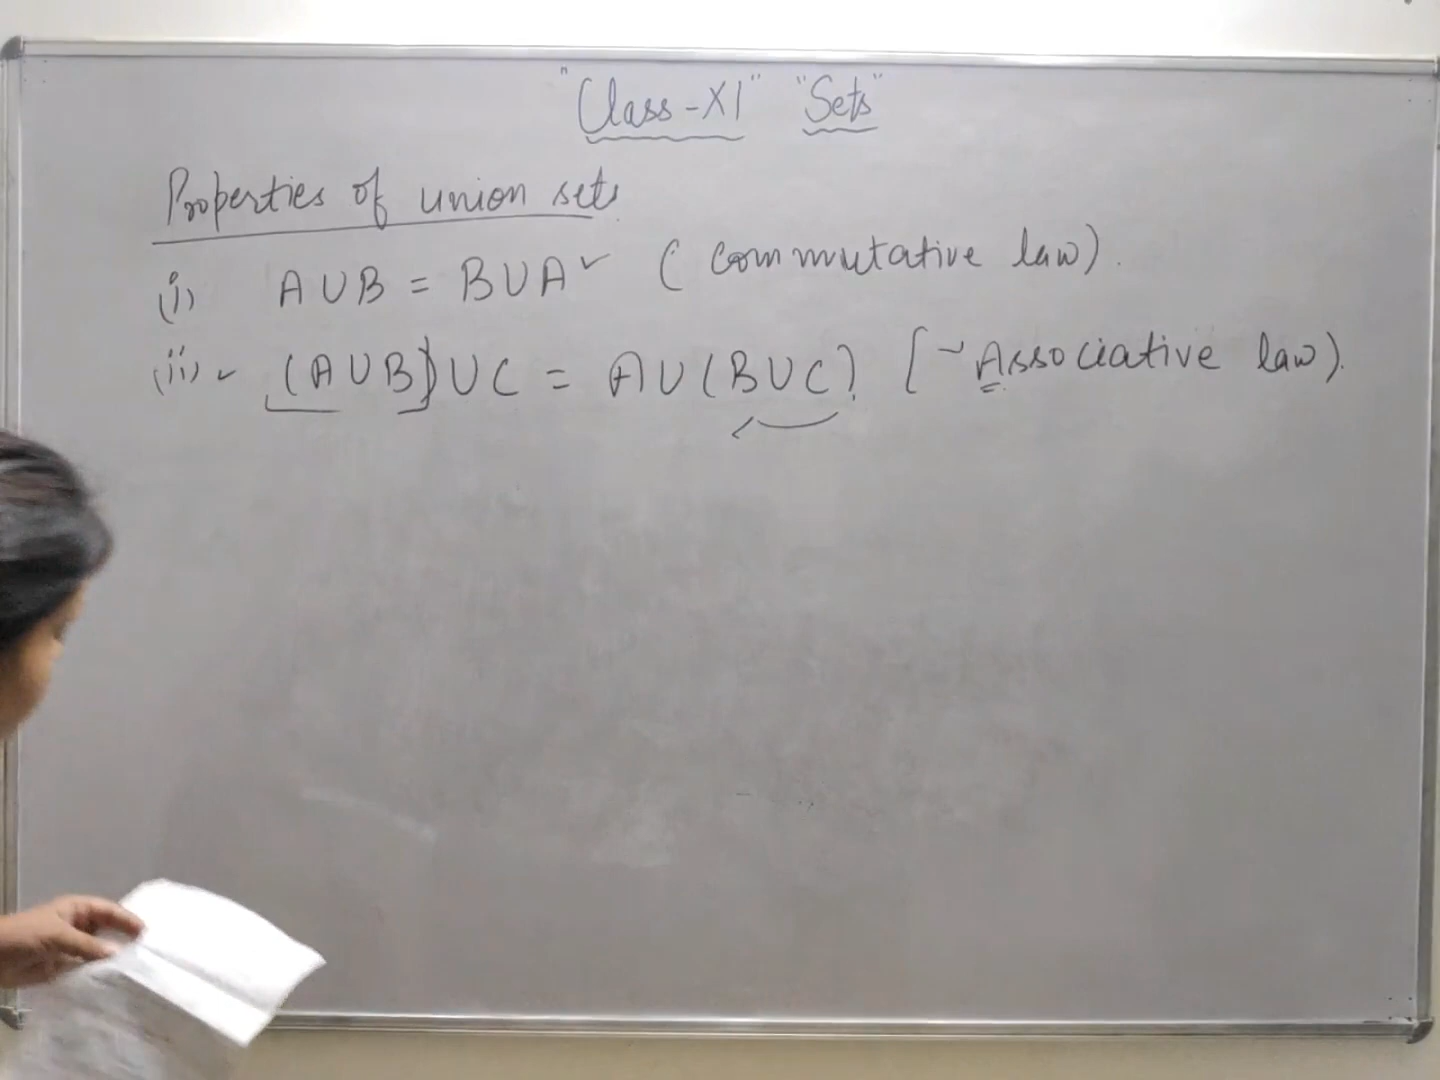 "Class-XI" "Sets"
Properties of union sets
(i) A∪B = B∪A ✓ (commutative law).
(ii) ✓ (A∪B)∪C = A∪(B∪C) [Associative law).